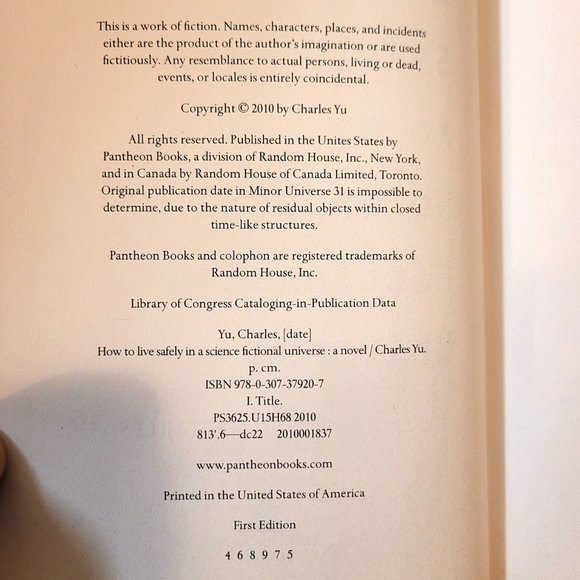 This is a work of fiction. Names, characters, places, and incidents
either are the product of the author's imagination or are used
fictitiously. Any resemblance to actual persons, living or dead,
events, or locales is entirely coincidental.
Copyright © 2010 by Charles Yu
All rights reserved. Published in the Unites States by
Pantheon Books, a division of Random House, Inc., New York,
and in Canada by Random House of Canada Limited, Toronto.
Original publication date in Minor Universe 31 is impossible to
determine, due to the nature of residual objects within closed
time-like structures.
Pantheon Books and colophon are registered trademarks of
Random House, Inc.
Library of Congress Cataloging-in-Publication Data
Yu, Charles, [date]
How to live safely in a science fictional universe : a novel / Charles Yu.
p. cm.
ISBN 978-0-307-37920-7
I. Title.
PS3625.U15H68 2010
813'.6—dc22 2010001837
www.pantheonbooks.com
Printed in the United States of America
First Edition
4 6 8 9 7 5